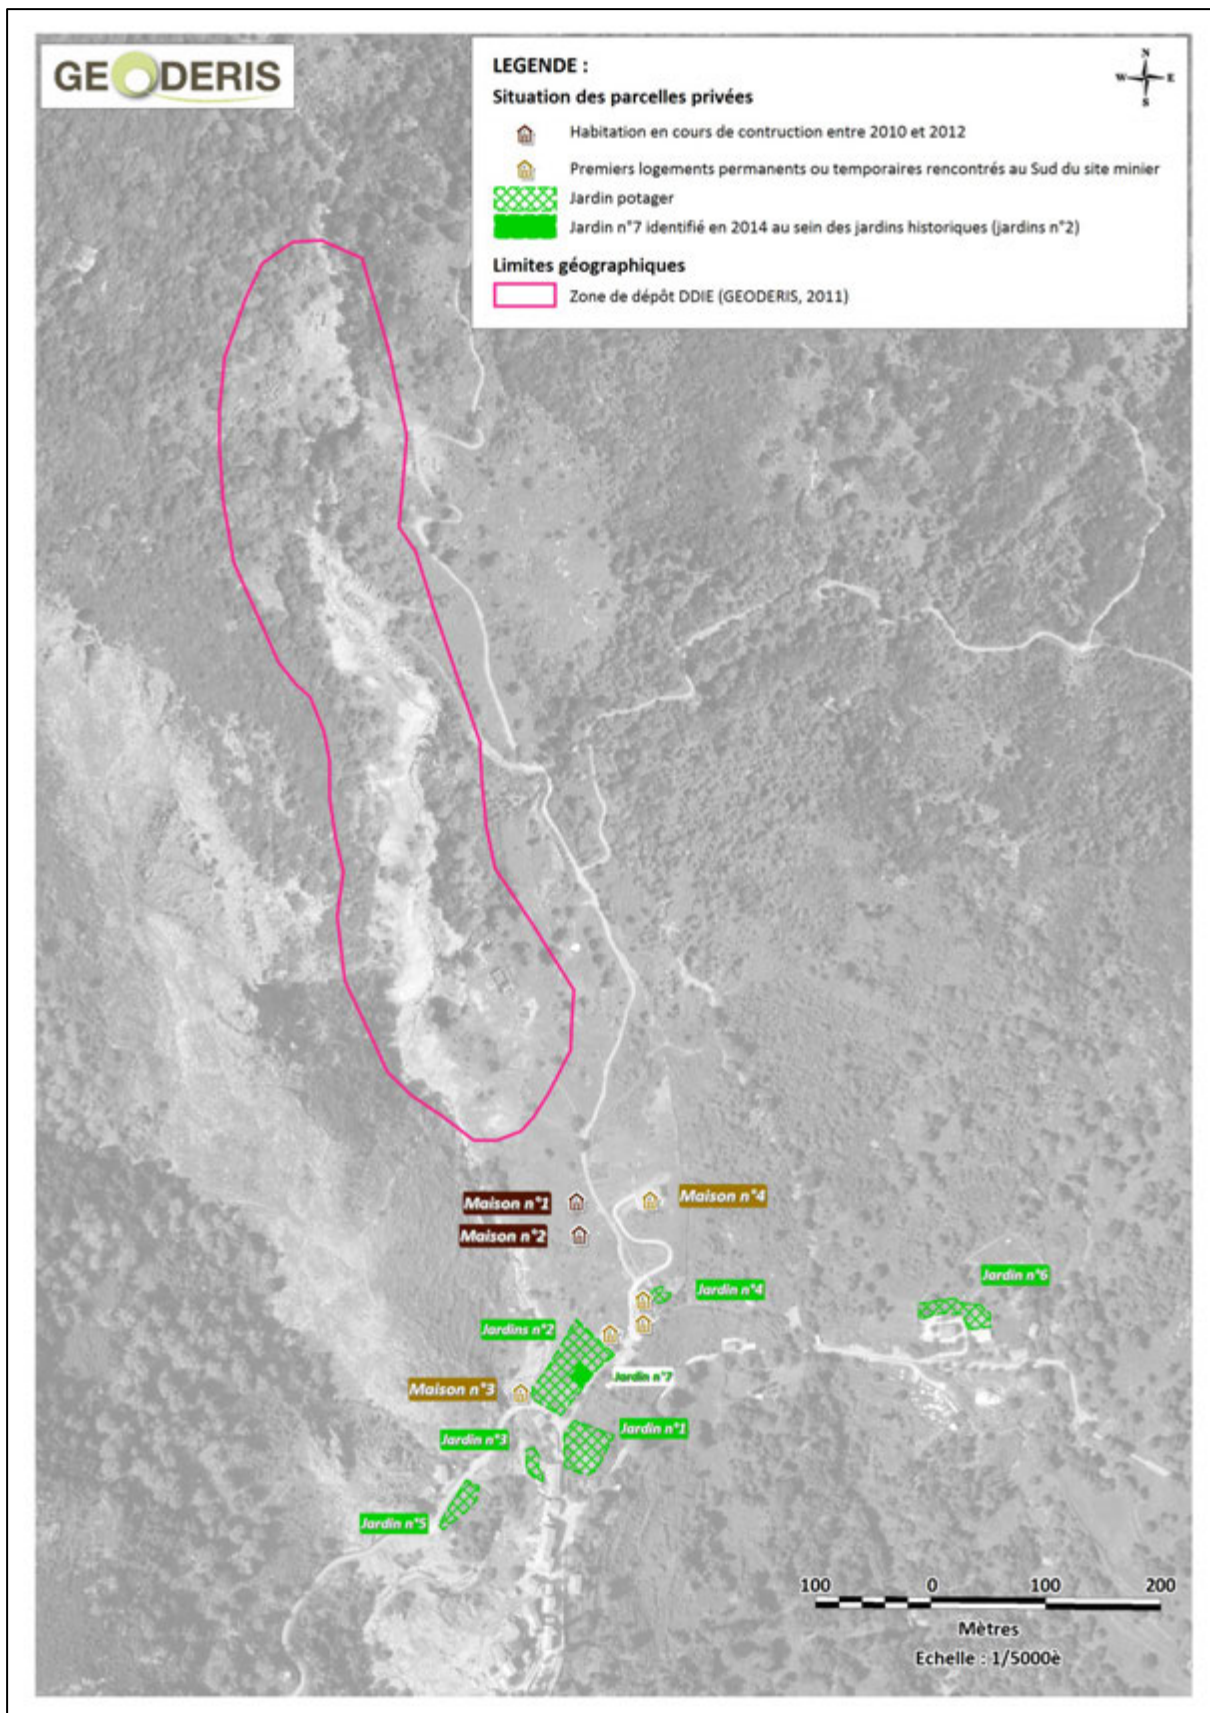 GEODERIS
LEGENDE :
Situation des parcelles privées
Habitation en cours de contruction entre 2010 et 2012
Premiers logements permanents ou temporaires rencontrés au Sud du site minier
Jardin potager
Jardin n°7 identifié en 2014 au sein des jardins historiques (jardins n°2)
Limites géographiques
Zone de dépôt DDIE (GEODERIS, 2011)
N
W E
S
Maison n°1
Maison n°4
Maison n°2
Jardin n°6
Jardin n°4
Jardins n°2
Jardin n°7
Maison n°3
Jardin n°1
Jardin n°3
Jardin n°5
100 0 100 200
Mètres
Echelle : 1/5000è